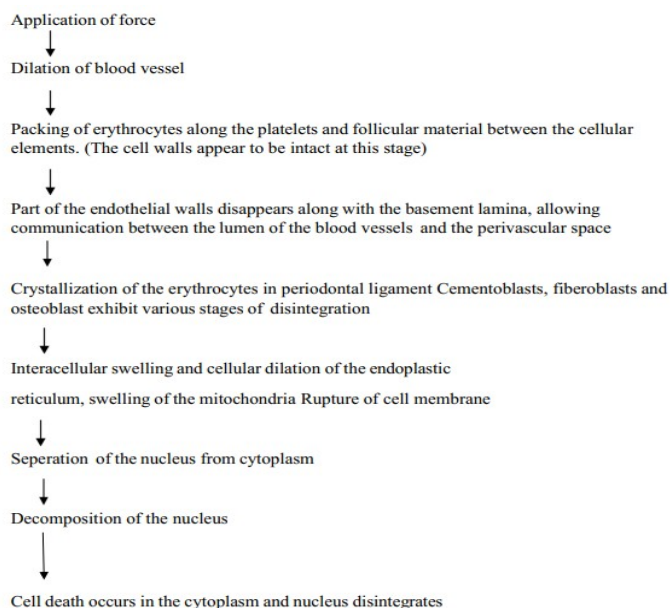 Application of force
Dilation of blood vessel
Packing of erythrocytes along the platelets and follicular material between the cellular
elements. (The cell walls appear to be intact at this stage)
Part of the endothelial walls disappears along with the basement lamina, allowing
communication between the lumen of the blood vessels and the perivascular space
Crystallization of the erythrocytes in periodontal ligament Cementoblasts, fiberoblasts and
osteoblast exhibit various stages of disintegration
Interacellular swelling and cellular dilation of the endoplastic
reticulum, swelling of the mitochondria Rupture of cell membrane
Seperation of the nucleus from cytoplasm
Decomposition of the nucleus
Cell death occurs in the cytoplasm and nucleus disintegrates